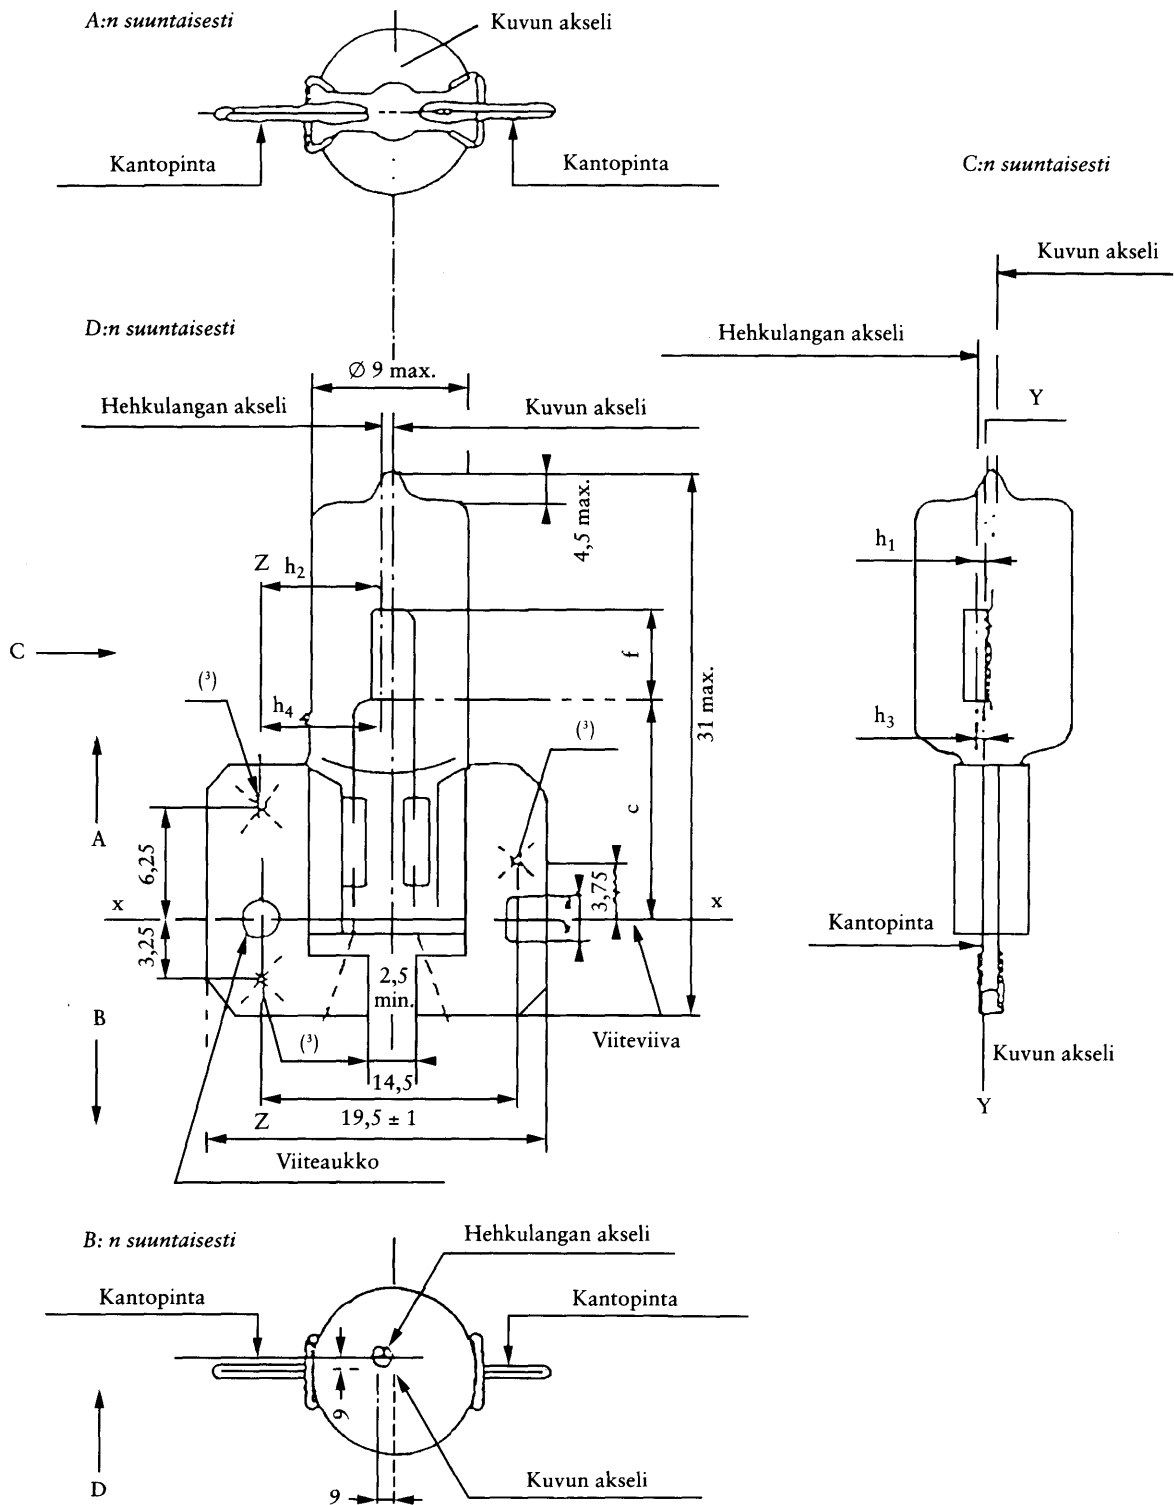 A:n suuntaisesti
Kuvun akseli
Kantopinta
Kantopinta
C:n suuntaisesti
Kuvun akseli
Hehkulangan akseli
Y
D:n suuntaisesti
Ø 9 max.
Hehkulangan akseli
Kuvun akseli
4,5 max.
Z
h2
h1
C
f
(³)
h4
(³)
31 max.
h3
A
6,25
c
3,75
x
x
3,25
Kantopinta
2,5
min.
B
(³)
Viiteviiva
Kuvun akseli
14,5
Z
19,5 ± 1
Y
Viiteaukko
B: n suuntaisesti
Hehkulangan akseli
Kantopinta
Kantopinta
9
D
Kuvun akseli
9